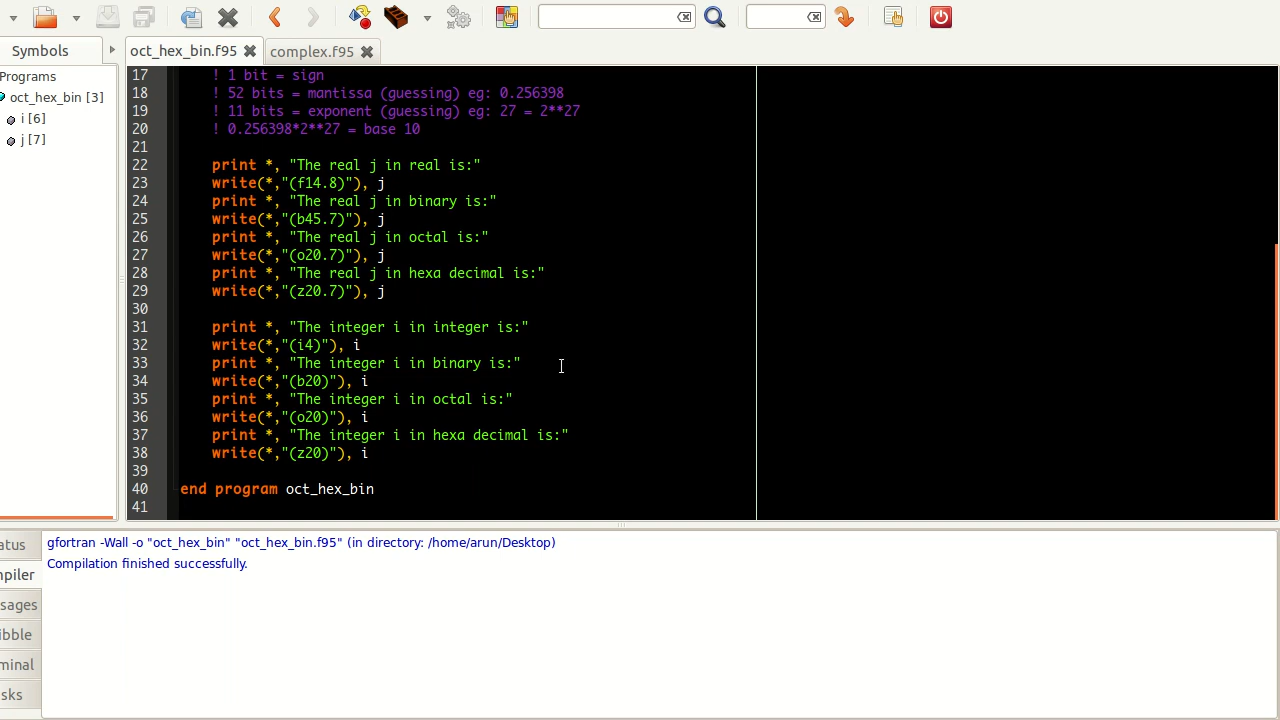 Symbols
oct_hex_bin.f95
complex.f95
Programs
oct_hex_bin [3]
i [6]
j [7]
17 ! 1 bit = sign
18 ! 52 bits = mantissa (guessing) eg: 0.256398
19 ! 11 bits = exponent (guessing) eg: 27 = 2**27
20 ! 0.256398*2**27 = base 10
21
22 print *, "The real j in real is:"
23 write(*,"(f14.8)"), j
24 print *, "The real j in binary is:"
25 write(*,"(b45.7)"), j
26 print *, "The real j in octal is:"
27 write(*,"(o20.7)"), j
28 print *, "The real j in hexa decimal is:"
29 write(*,"(z20.7)"), j
30
31 print *, "The integer i in integer is:"
32 write(*,"(i4)"), i
33 print *, "The integer i in binary is:"
34 write(*,"(b20)"), i
35 print *, "The integer i in octal is:"
36 write(*,"(o20)"), i
37 print *, "The integer i in hexa decimal is:"
38 write(*,"(z20)"), i
39
40 end program oct_hex_bin
41
atus
mpiler
sages
ibble
minal
sks
gfortran -Wall -o "oct_hex_bin" "oct_hex_bin.f95" (in directory: /home/arun/Desktop)
Compilation finished successfully.